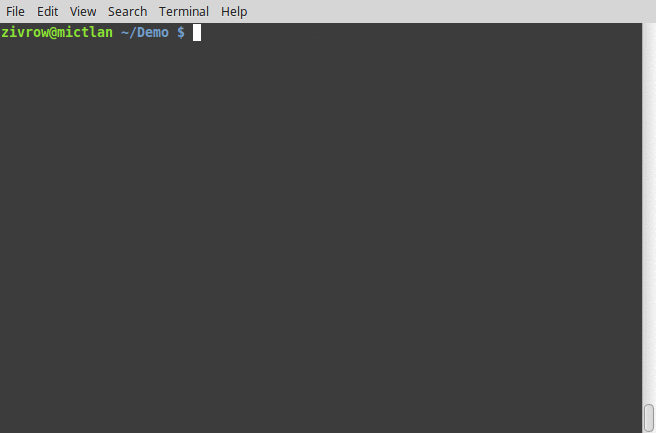 File Edit View Search Terminal Help
zivrow@mictlan ~/Demo $